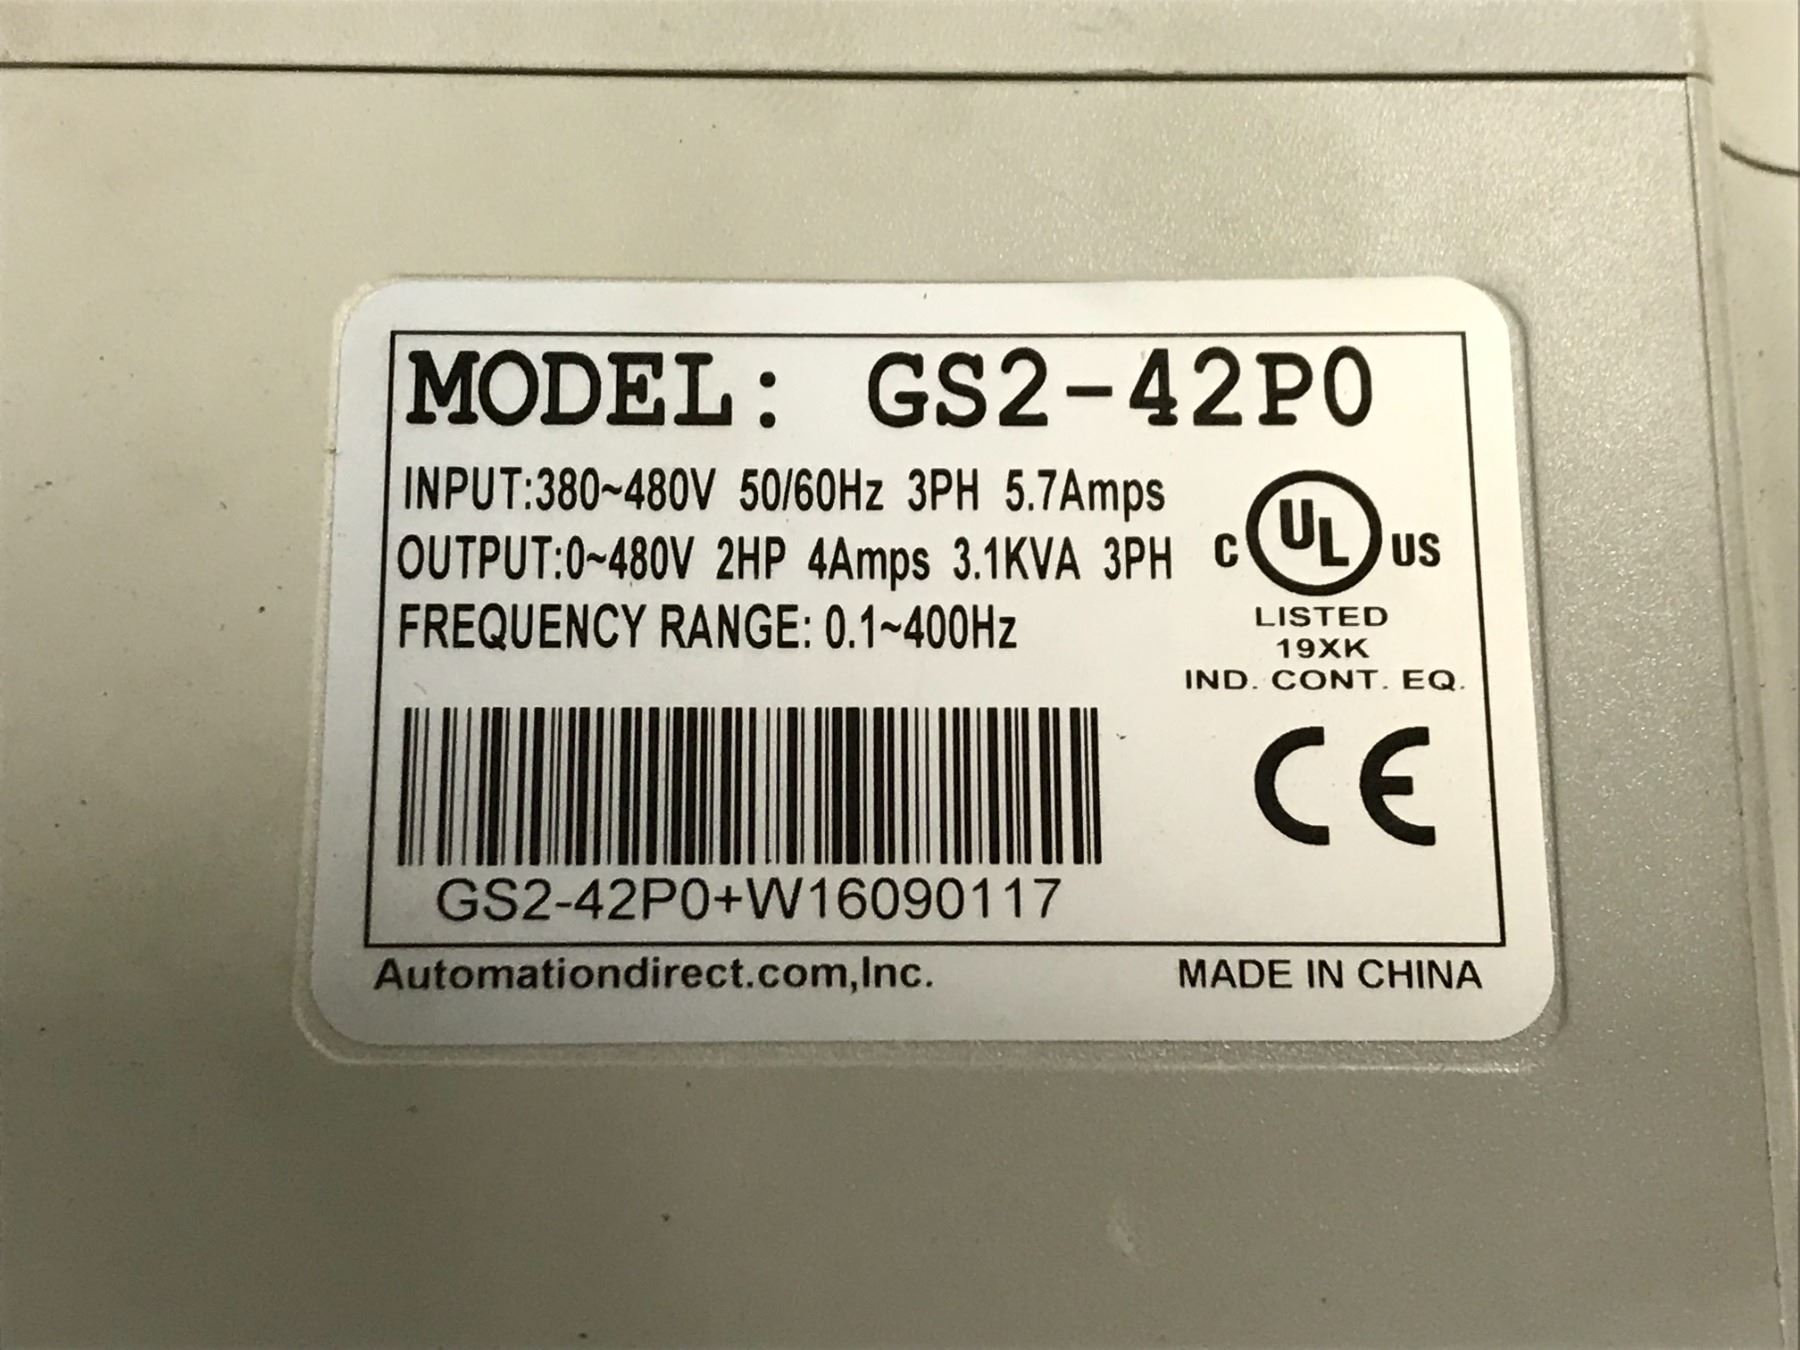 MODEL: GS2-42P0
INPUT:380~480V 50/60Hz 3PH 5.7Amps
OUTPUT:0~480V 2HP 4Amps 3.1KVA 3PH
FREQUENCY RANGE: 0.1~400Hz
C UL US
LISTED
19XK
IND. CONT. EQ.
CE
GS2-42P0+W16090117
Automationdirect.com,Inc.
MADE IN CHINA